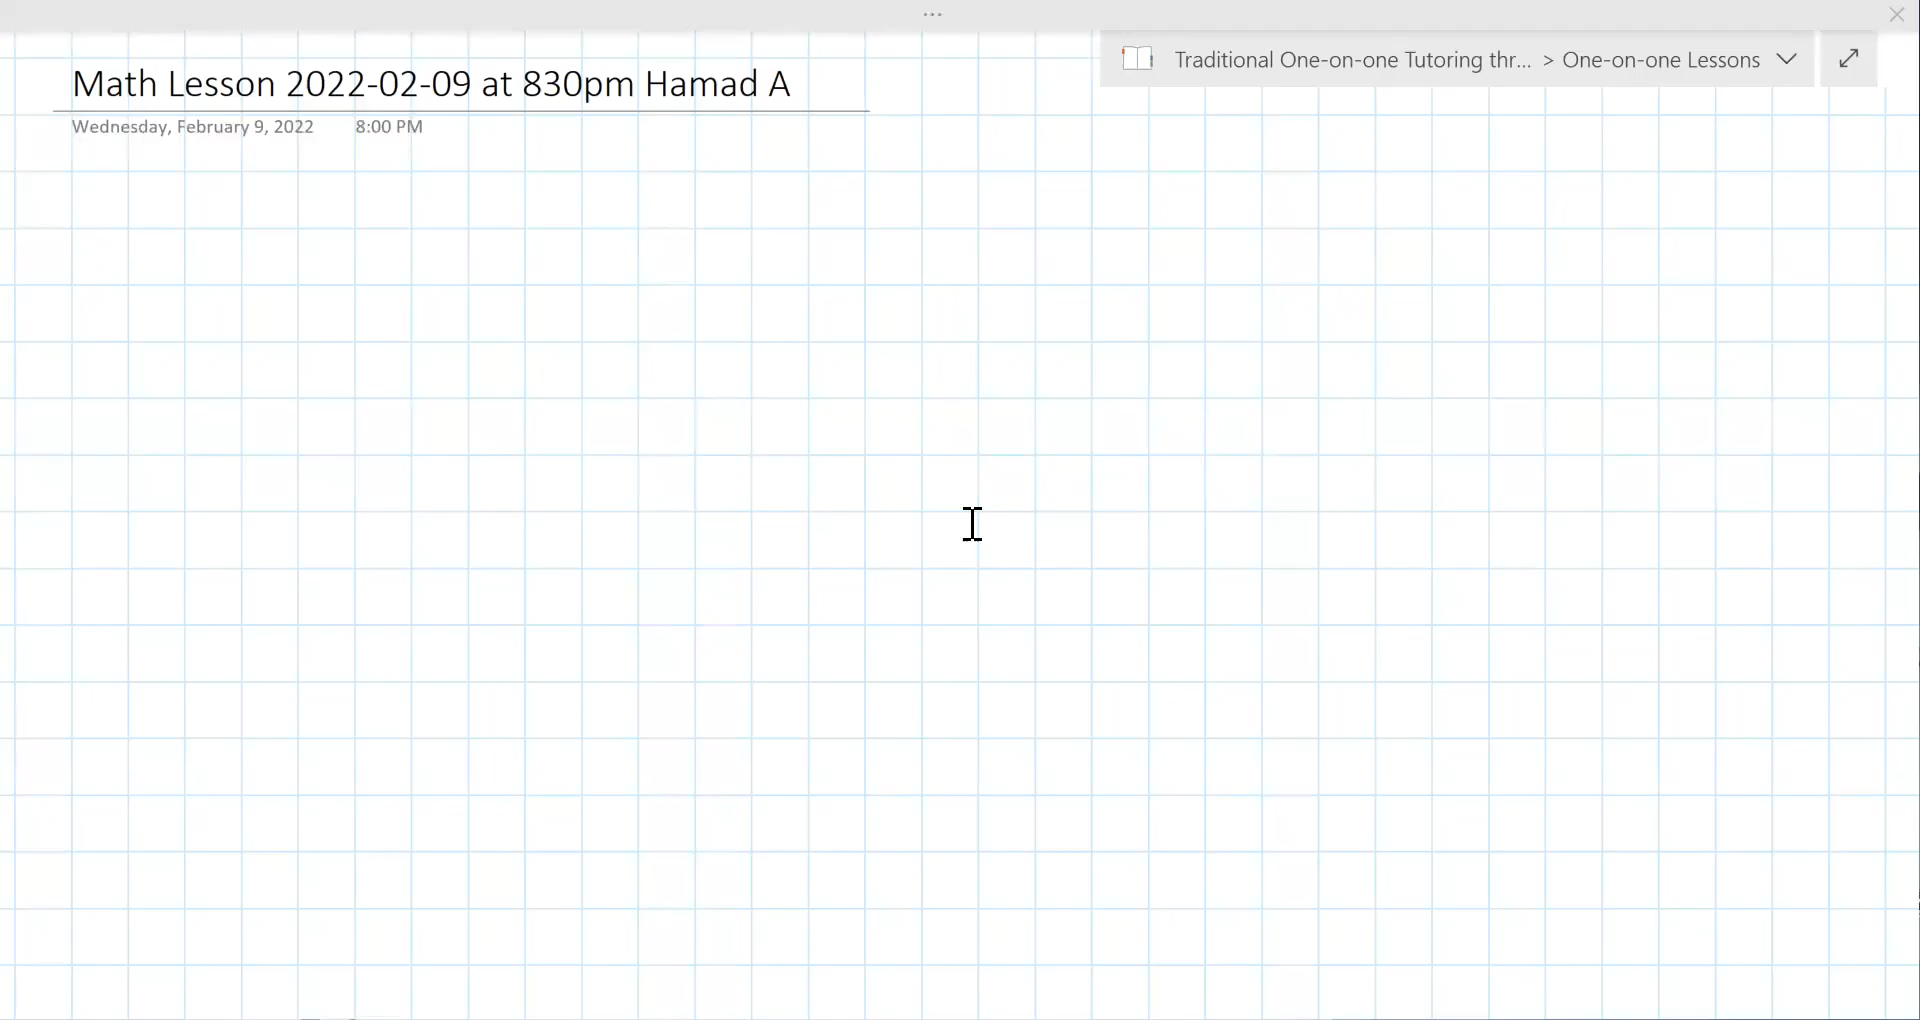 Math Lesson 2022-02-09 at 830pm Hamad A
Wednesday, February 9, 2022 8:00 PM
Traditional One-on-one Tutoring thr... > One-on-one Lessons